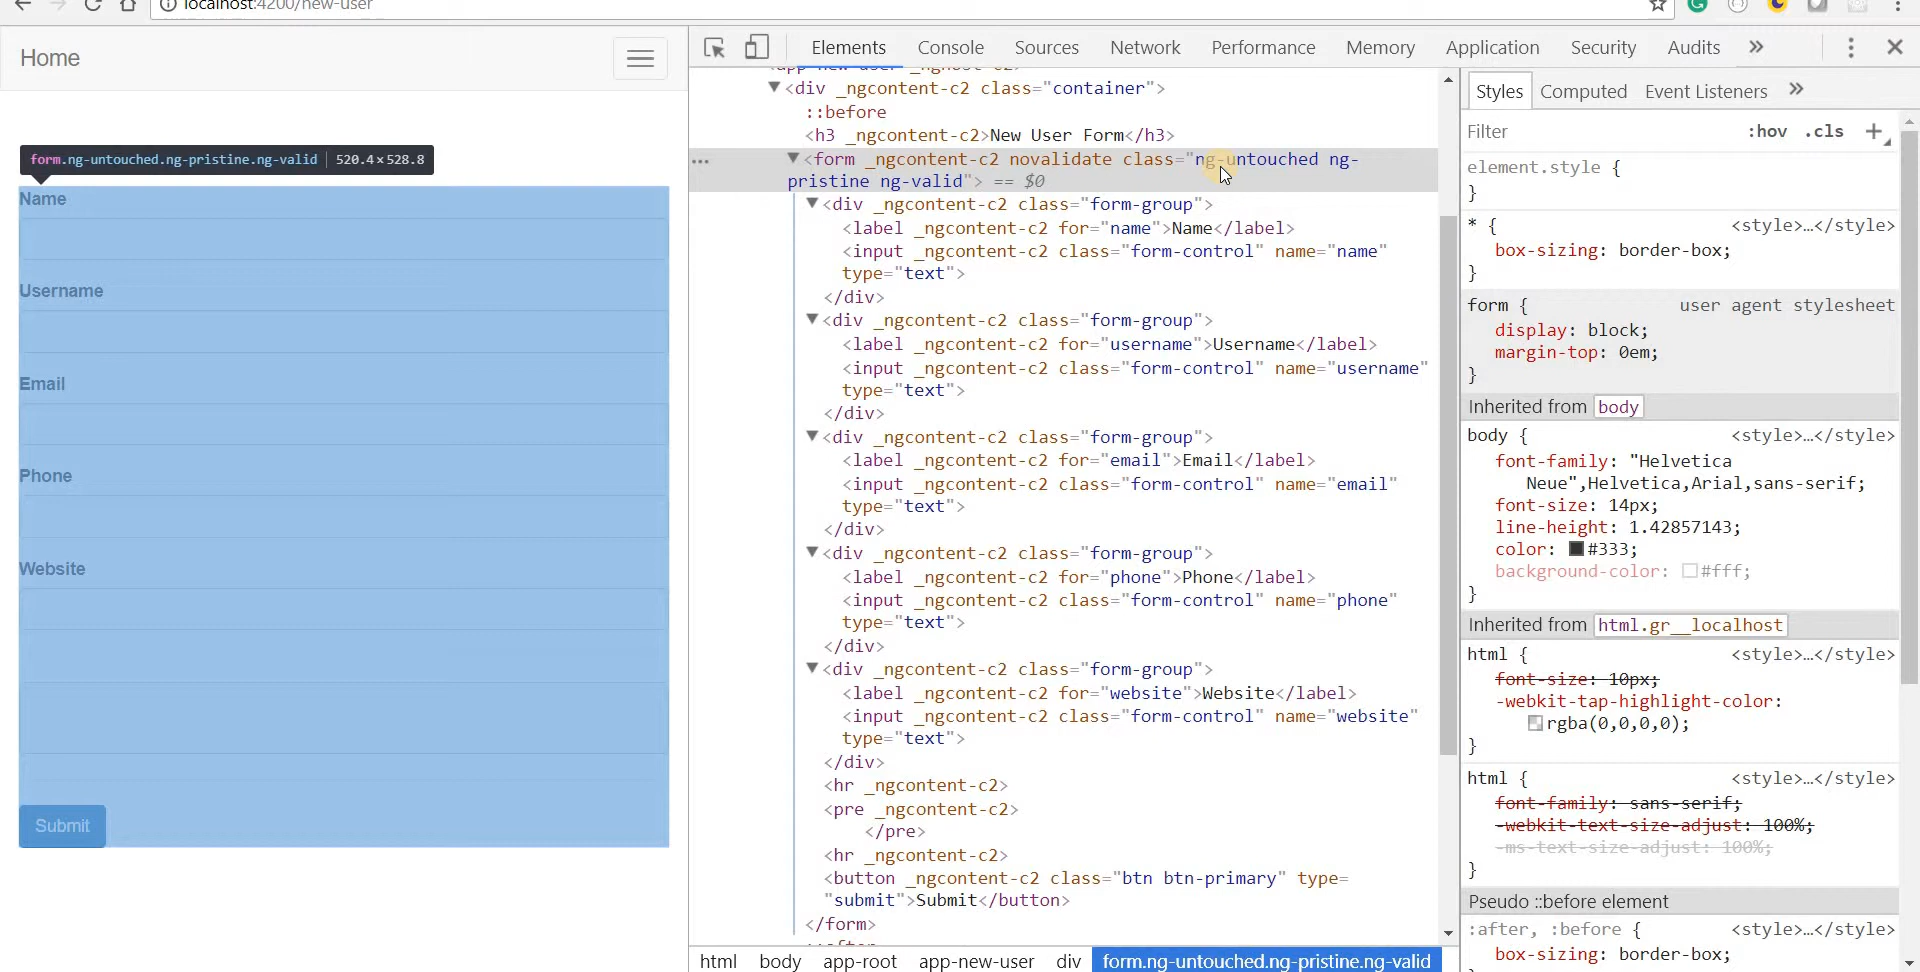 localhost:4200/new-user
Home
form.ng-untouched.ng-pristine.ng-valid | 520.4×528.8
Name
Username
Email
Phone
Website
Submit
Elements Console Sources Network Performance Memory Application Security Audits »
app-new-user _nghost-c2>
▼<div _ngcontent-c2 class="container">
::before
<h3 _ngcontent-c2>New User Form</h3>
… ▼<form _ngcontent-c2 novalidate class="ng-untouched ng-
pristine ng-valid"> == $0
▼<div _ngcontent-c2 class="form-group">
<label _ngcontent-c2 for="name">Name</label>
<input _ngcontent-c2 class="form-control" name="name"
type="text">
</div>
▼<div _ngcontent-c2 class="form-group">
<label _ngcontent-c2 for="username">Username</label>
<input _ngcontent-c2 class="form-control" name="username"
type="text">
</div>
▼<div _ngcontent-c2 class="form-group">
<label _ngcontent-c2 for="email">Email</label>
<input _ngcontent-c2 class="form-control" name="email"
type="text">
</div>
▼<div _ngcontent-c2 class="form-group">
<label _ngcontent-c2 for="phone">Phone</label>
<input _ngcontent-c2 class="form-control" name="phone"
type="text">
</div>
▼<div _ngcontent-c2 class="form-group">
<label _ngcontent-c2 for="website">Website</label>
<input _ngcontent-c2 class="form-control" name="website"
type="text">
</div>
<hr _ngcontent-c2>
<pre _ngcontent-c2>
</pre>
<hr _ngcontent-c2>
<button _ngcontent-c2 class="btn btn-primary" type=
"submit">Submit</button>
</form>
::after
html body app-root app-new-user div form.ng-untouched.ng-pristine.ng-valid
Styles Computed Event Listeners »
Filter :hov .cls +
element.style {
}
* { <style>…</style>
box-sizing: border-box;
}
form { user agent stylesheet
display: block;
margin-top: 0em;
}
Inherited from body
body { <style>…</style>
font-family: "Helvetica
Neue",Helvetica,Arial,sans-serif;
font-size: 14px;
line-height: 1.42857143;
color: #333;
background-color: #fff;
}
Inherited from html.gr__localhost
html { <style>…</style>
font-size: 10px;
-webkit-tap-highlight-color:
rgba(0,0,0,0);
}
html { <style>…</style>
font-family: sans-serif;
-webkit-text-size-adjust: 100%;
-ms-text-size-adjust: 100%;
}
Pseudo ::before element
:after, :before { <style>…</style>
box-sizing: border-box;